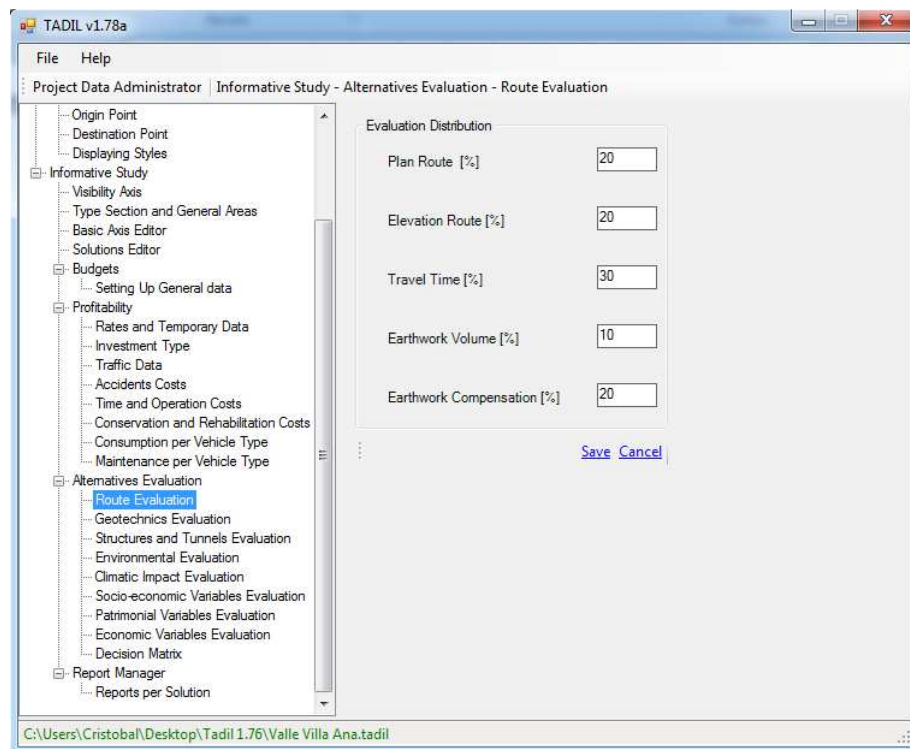 TADIL v1.78a
File Help
Project Data Administrator Informative Study - Alternatives Evaluation - Route Evaluation
Origin Point
Destination Point
Displaying Styles
Informative Study
Visibility Axis
Type Section and General Areas
Basic Axis Editor
Solutions Editor
Budgets
Setting Up General data
Profitability
Rates and Temporary Data
Investment Type
Traffic Data
Accidents Costs
Time and Operation Costs
Conservation and Rehabilitation Costs
Consumption per Vehicle Type
Maintenance per Vehicle Type
Alternatives Evaluation
Route Evaluation
Geotechnics Evaluation
Structures and Tunnels Evaluation
Environmental Evaluation
Climatic Impact Evaluation
Socio-economic Variables Evaluation
Patrimonial Variables Evaluation
Economic Variables Evaluation
Decision Matrix
Report Manager
Reports per Solution
Evaluation Distribution
Plan Route [%] 20
Elevation Route [%] 20
Travel Time [%] 30
Earthwork Volume [%] 10
Earthwork Compensation [%] 20
Save Cancel
C:\Users\Cristobal\Desktop\Tadil 1.76\Valle Villa Ana.tadil